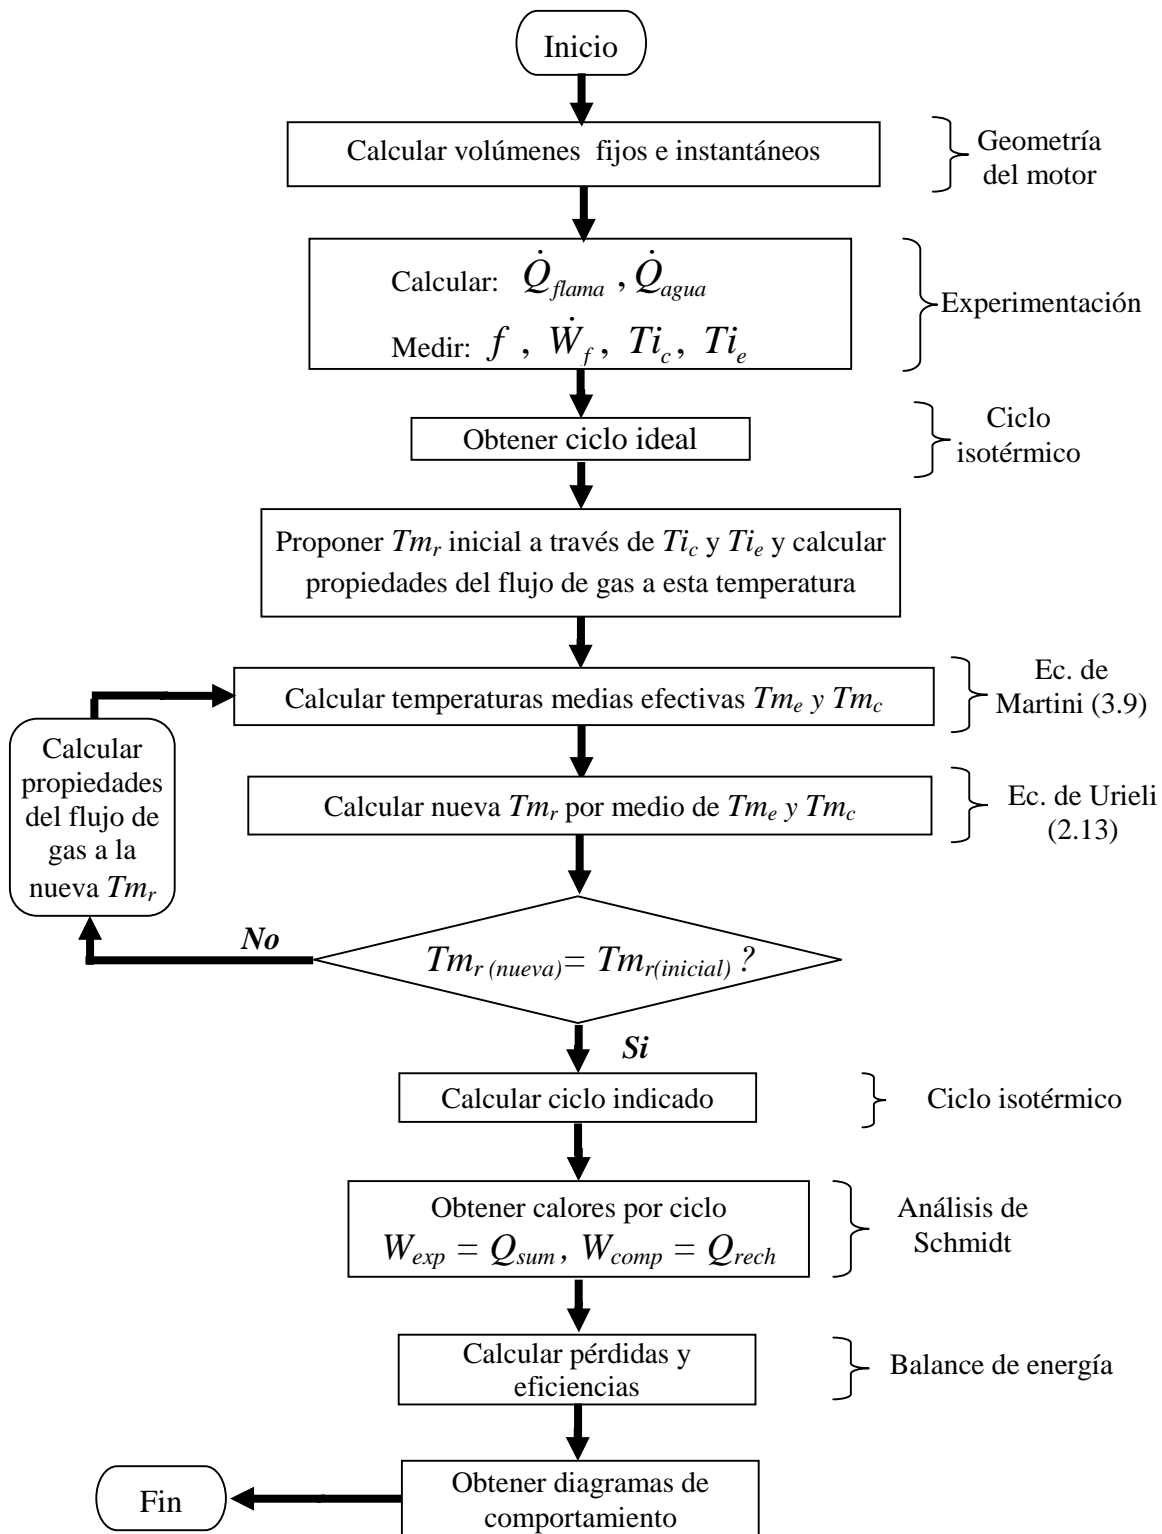 Inicio
Calcular volúmenes fijos e instantáneos
Geometría
del motor
Calcular: Q̇flama , Q̇agua
Medir: f , Ẇf, Tic, Tie
Experimentación
Obtener ciclo ideal
Ciclo
isotérmico
Proponer Tmr inicial a través de Tic y Tie y calcular
propiedades del flujo de gas a esta temperatura
Calcular temperaturas medias efectivas Tme y Tmc
Ec. de
Martini (3.9)
Calcular
propiedades
del flujo de
gas a la
nueva Tmr
Calcular nueva Tmr por medio de Tme y Tmc
Ec. de Urieli
(2.13)
No
Tmr (nueva)= Tmr(inicial) ?
Si
Calcular ciclo indicado
Ciclo isotérmico
Obtener calores por ciclo
Wexp = Qsum, Wcomp = Qrech
Análisis de
Schmidt
Calcular pérdidas y
eficiencias
Balance de energía
Obtener diagramas de
comportamiento
Fin